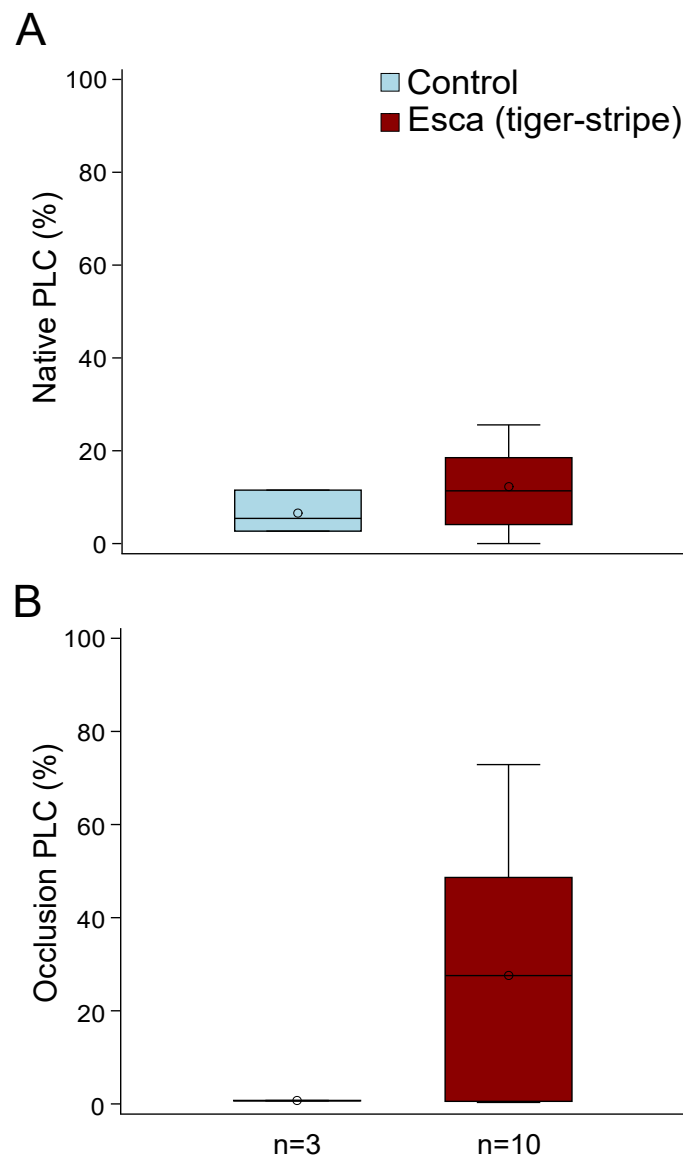 A
Control
Esca (tiger-stripe)
Native PLC (%)
100
80
60
40
20
0
B
Occlusion PLC (%)
100
80
60
40
20
0
n=3 n=10